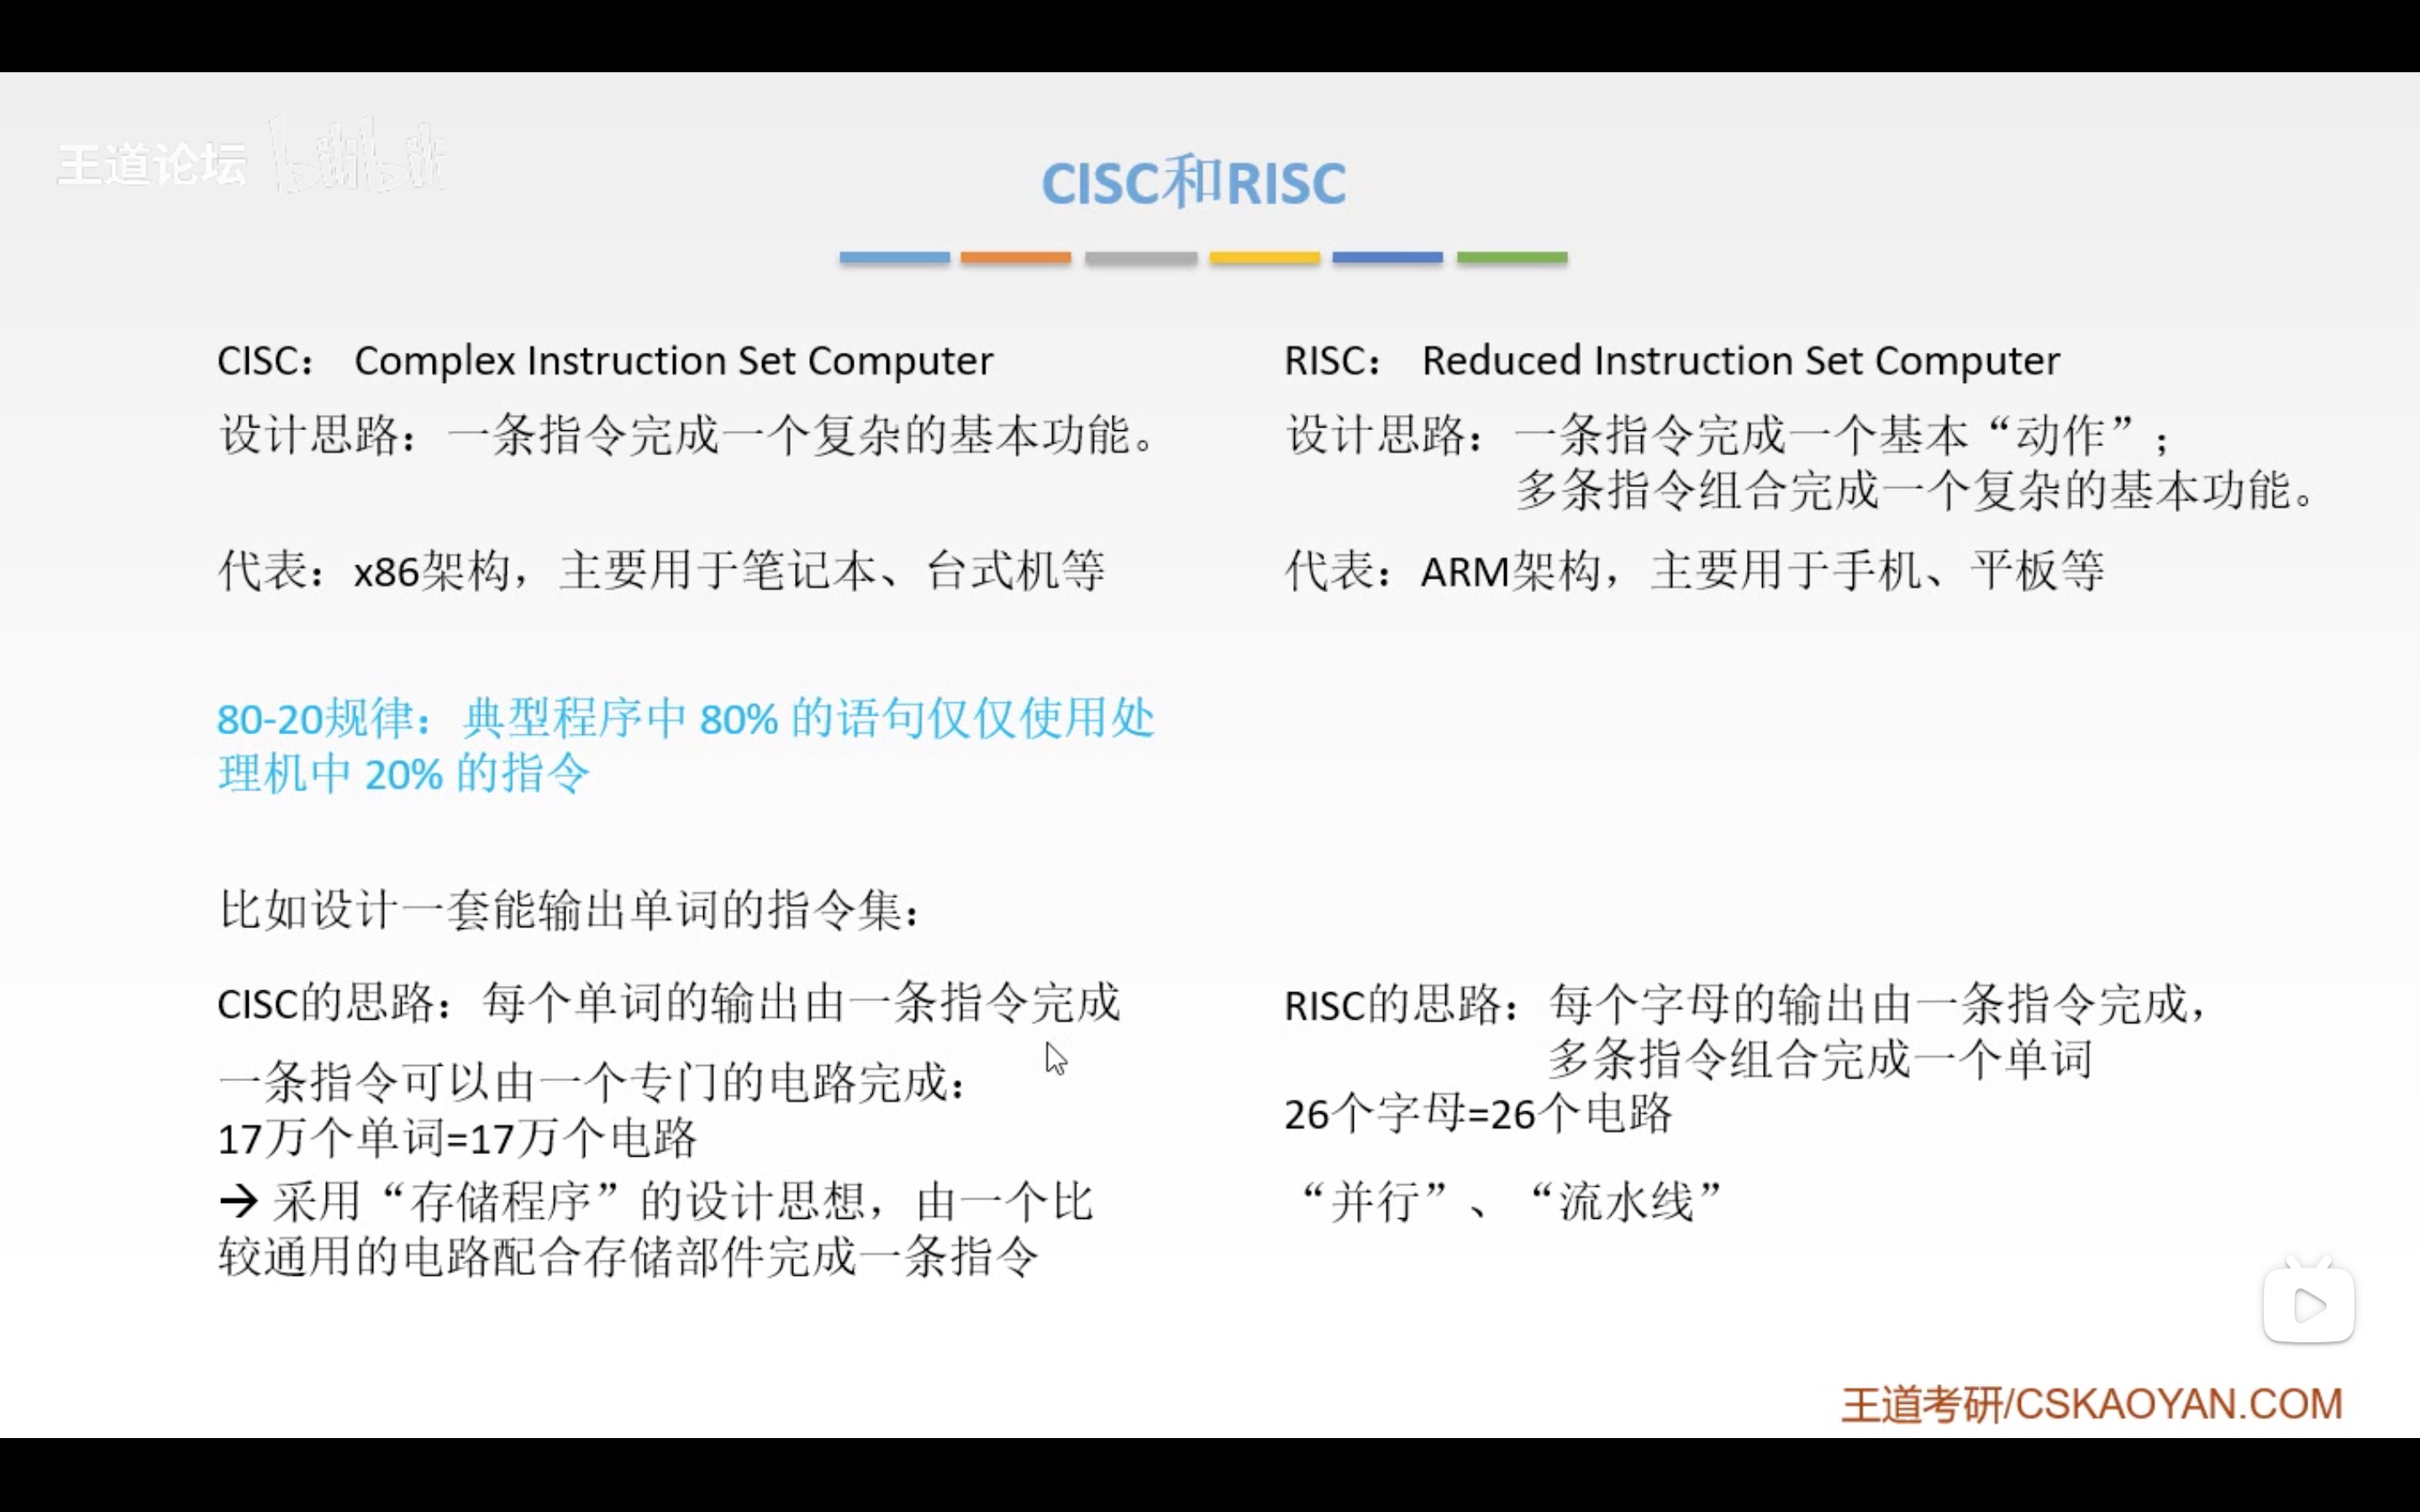 王道论坛 bilibili
CISC和RISC
CISC： Complex Instruction Set Computer
设计思路：一条指令完成一个复杂的基本功能。
代表：x86架构，主要用于笔记本、台式机等
RISC： Reduced Instruction Set Computer
设计思路：一条指令完成一个基本“动作”；
多条指令组合完成一个复杂的基本功能。
代表：ARM架构，主要用于手机、平板等
80-20规律：典型程序中 80% 的语句仅仅使用处
理机中 20% 的指令
比如设计一套能输出单词的指令集：
CISC的思路：每个单词的输出由一条指令完成
一条指令可以由一个专门的电路完成：
17万个单词=17万个电路
→ 采用“存储程序”的设计思想，由一个比
较通用的电路配合存储部件完成一条指令
RISC的思路：每个字母的输出由一条指令完成，
多条指令组合完成一个单词
26个字母=26个电路
“并行”、“流水线”
王道考研/CSKAOYAN.COM